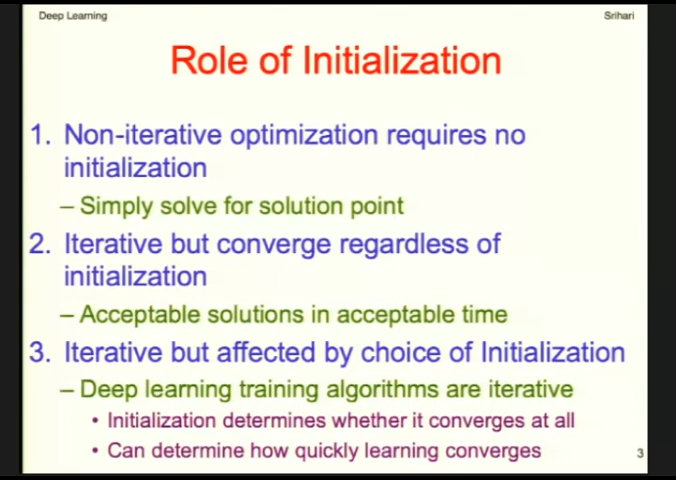 Deep Learning
Srihari
Role of Initialization
1. Non-iterative optimization requires no
initialization
– Simply solve for solution point
2. Iterative but converge regardless of
initialization
– Acceptable solutions in acceptable time
3. Iterative but affected by choice of Initialization
– Deep learning training algorithms are iterative
• Initialization determines whether it converges at all
• Can determine how quickly learning converges
3